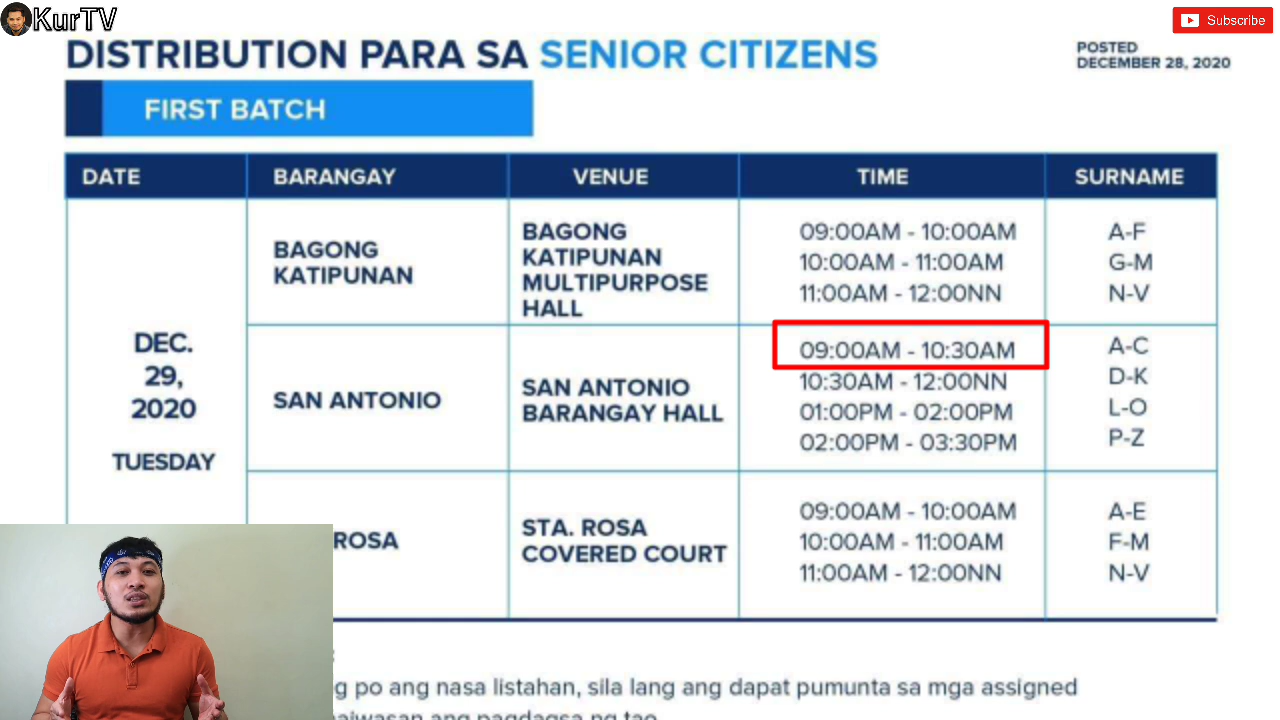 KurTV
Subscribe
DISTRIBUTION PARA SA SENIOR CITIZENS
POSTED
DECEMBER 28, 2020
FIRST BATCH
DATE BARANGAY VENUE TIME SURNAME
DEC.
29,
2020
TUESDAY
BAGONG
KATIPUNAN
BAGONG
KATIPUNAN
MULTIPURPOSE
HALL
09:00AM - 10:00AM A-F
10:00AM - 11:00AM G-M
11:00AM - 12:00NN N-V
SAN ANTONIO
SAN ANTONIO
BARANGAY HALL
09:00AM - 10:30AM A-C
10:30AM - 12:00NN D-K
01:00PM - 02:00PM L-O
02:00PM - 03:30PM P-Z
ROSA
STA. ROSA
COVERED COURT
09:00AM - 10:00AM A-E
10:00AM - 11:00AM F-M
11:00AM - 12:00NN N-V
po ang nasa listahan, sila lang ang dapat pumunta sa mga assigned
ang pagdagsa ng tao